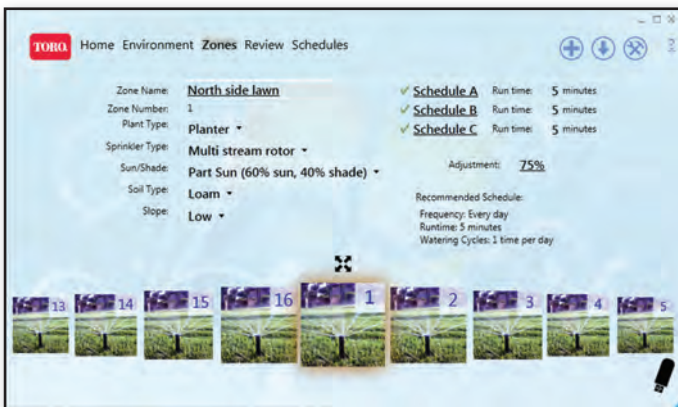 TORO. Home Environment Zones Review Schedules
?
Zone Name: North side lawn
Zone Number: 1
Plant Type: Planter
Sprinkler Type: Multi stream rotor
Sun/Shade: Part Sun (60% sun, 40% shade)
Soil Type: Loam
Slope: Low
Schedule A Run time: 5 minutes
Schedule B Run time: 5 minutes
Schedule C Run time: 5 minutes
Adjustment: 75%
Recommended Schedule:
Frequency: Every day
Runtime: 5 minutes
Watering Cycles: 1 time per day
13 14 15 16 1 2 3 4 5